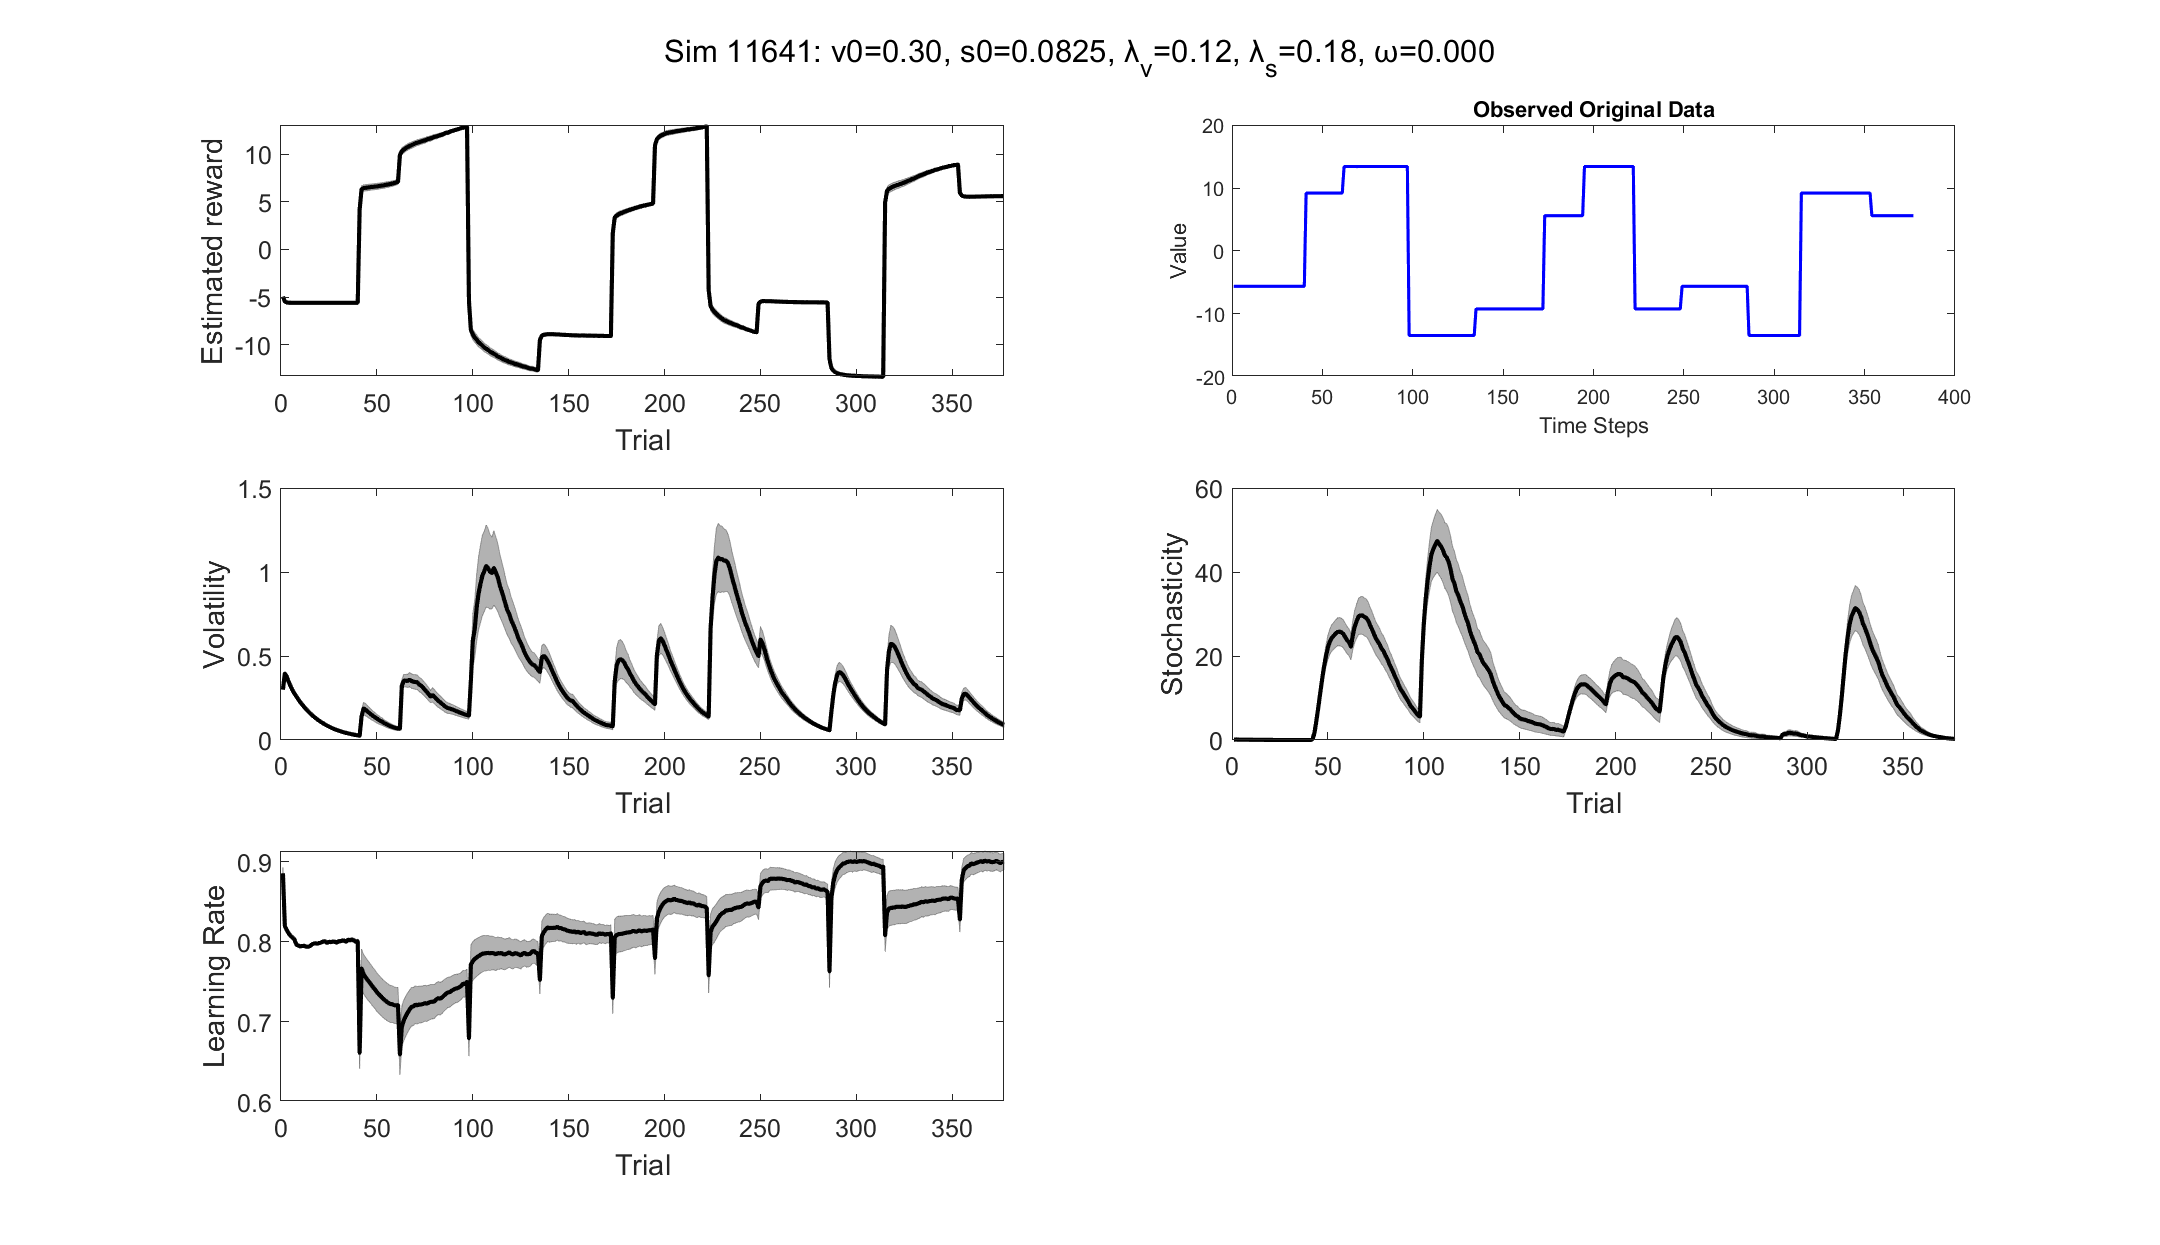 Sim 11641: v0=0.30, s0=0.0825, λv=0.12, λs=0.18, ω=0.000
Estimated reward
10
5
0
-5
-10
0 50 100 150 200 250 300 350
Trial
Observed Original Data
Value
20
10
0
-10
-20
0 50 100 150 200 250 300 350 400
Time Steps
Volatility
1.5
1
0.5
0
0 50 100 150 200 250 300 350
Trial
Stochasticity
60
40
20
0
0 50 100 150 200 250 300 350
Trial
Learning Rate
0.9
0.8
0.7
0.6
0 50 100 150 200 250 300 350
Trial